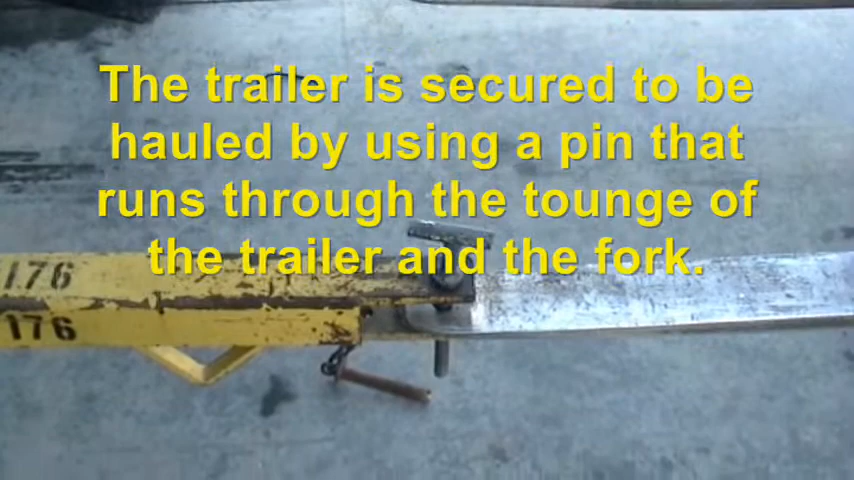 The trailer is secured to be
hauled by using a pin that
runs through the tounge of
the trailer and the fork.
176
176